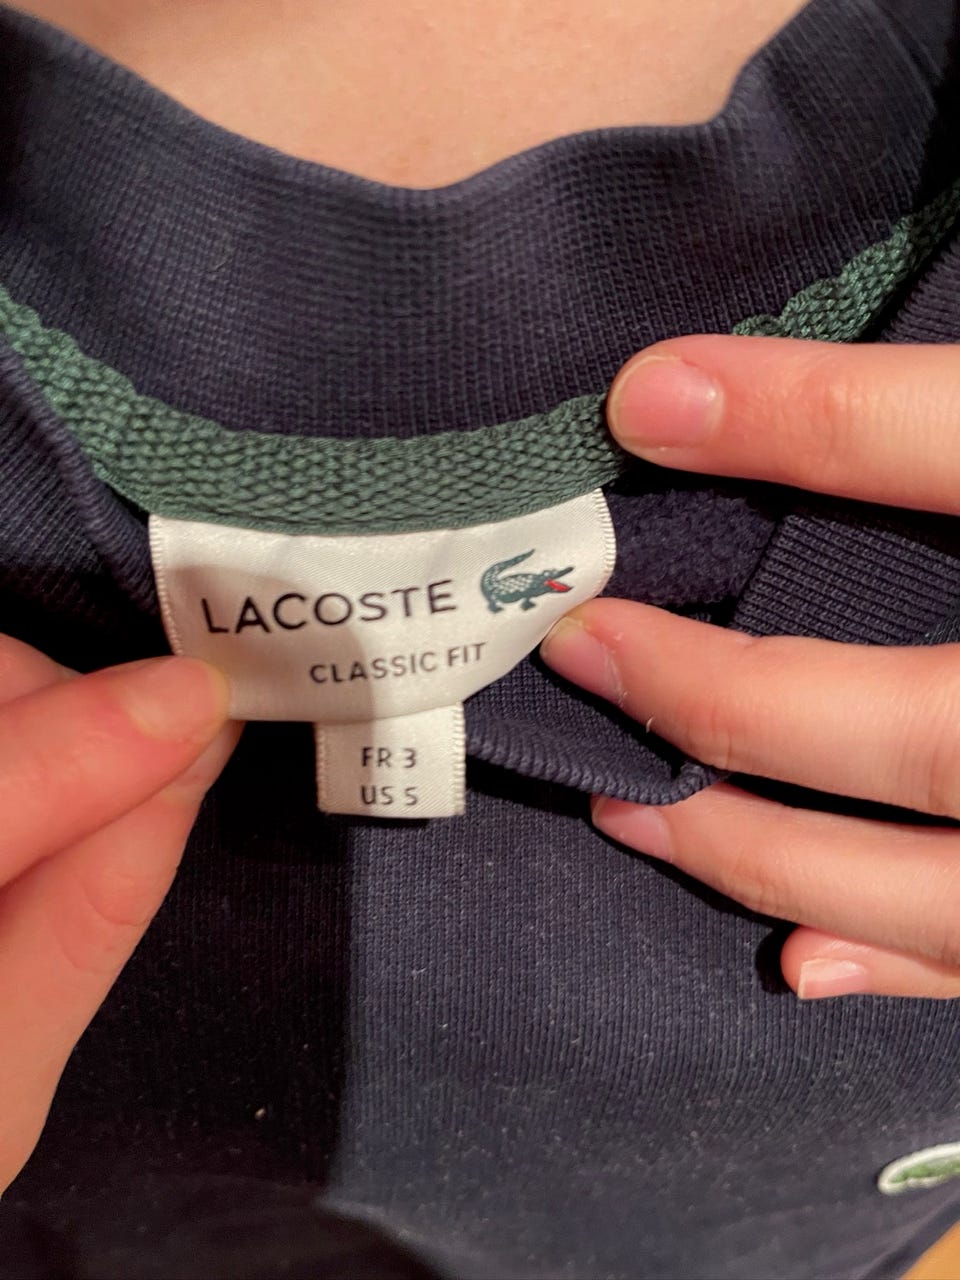 LACOSTE
CLASSIC FIT
FR 3
US S